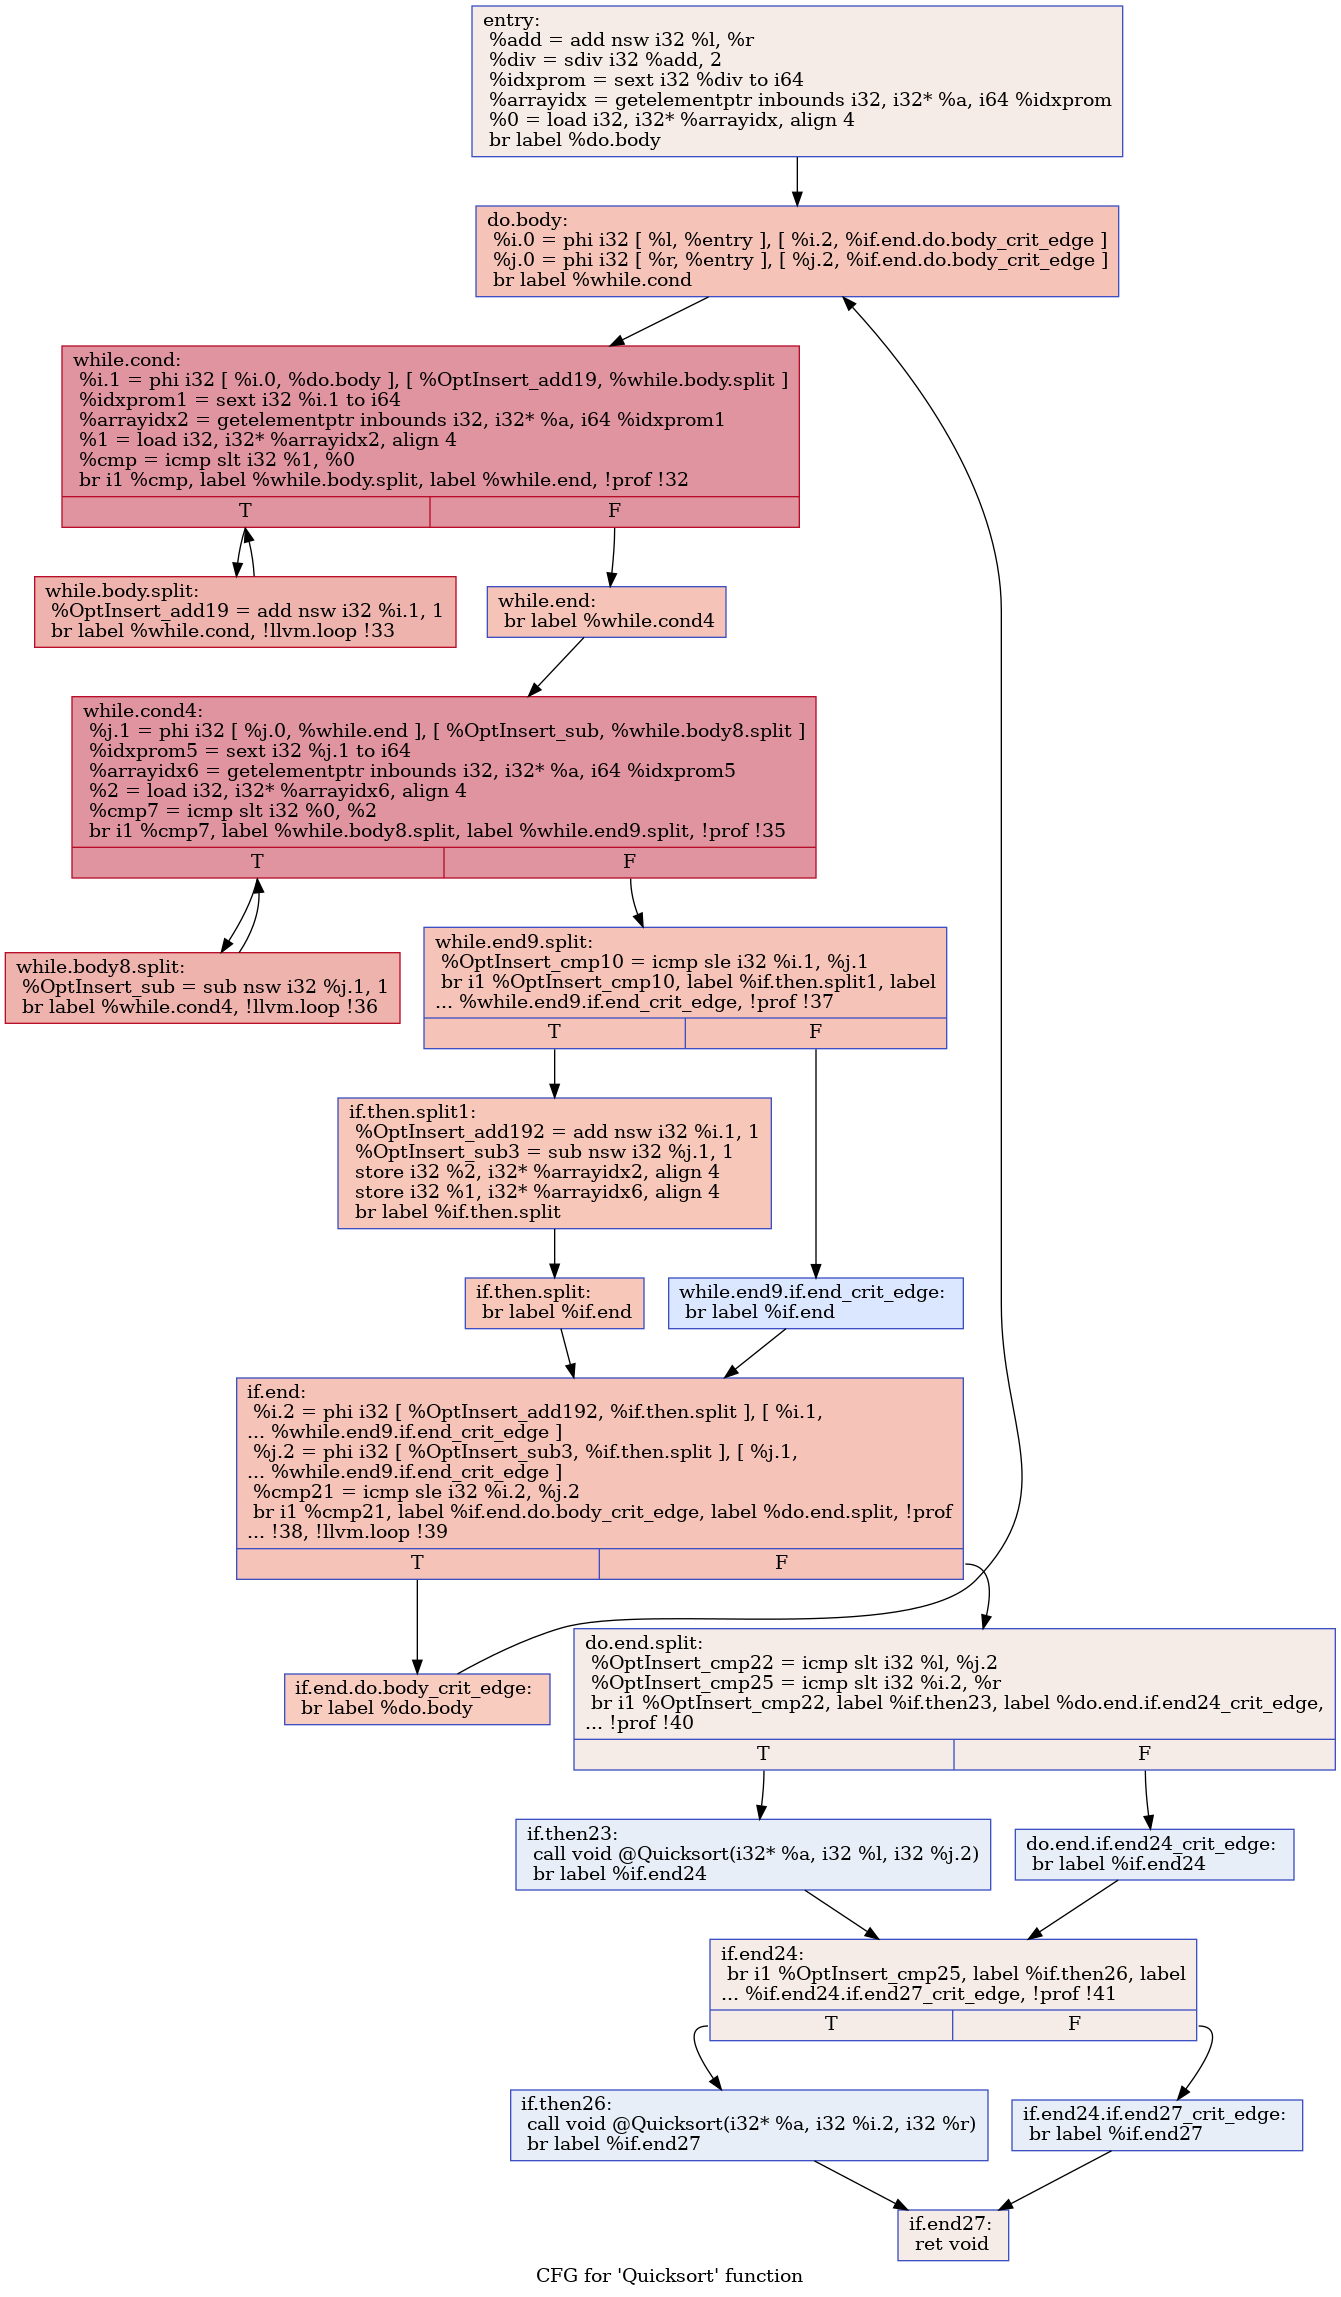 entry:
%add = add nsw i32 %l, %r
%div = sdiv i32 %add, 2
%idxprom = sext i32 %div to i64
%arrayidx = getelementptr inbounds i32, i32* %a, i64 %idxprom
%0 = load i32, i32* %arrayidx, align 4
br label %do.body
do.body:
%i.0 = phi i32 [ %l, %entry ], [ %i.2, %if.end.do.body_crit_edge ]
%j.0 = phi i32 [ %r, %entry ], [ %j.2, %if.end.do.body_crit_edge ]
br label %while.cond
while.cond:
%i.1 = phi i32 [ %i.0, %do.body ], [ %OptInsert_add19, %while.body.split ]
%idxprom1 = sext i32 %i.1 to i64
%arrayidx2 = getelementptr inbounds i32, i32* %a, i64 %idxprom1
%1 = load i32, i32* %arrayidx2, align 4
%cmp = icmp slt i32 %1, %0
br i1 %cmp, label %while.body.split, label %while.end, !prof !32
T F
while.body.split:
%OptInsert_add19 = add nsw i32 %i.1, 1
br label %while.cond, !llvm.loop !33
while.end:
br label %while.cond4
while.cond4:
%j.1 = phi i32 [ %j.0, %while.end ], [ %OptInsert_sub, %while.body8.split ]
%idxprom5 = sext i32 %j.1 to i64
%arrayidx6 = getelementptr inbounds i32, i32* %a, i64 %idxprom5
%2 = load i32, i32* %arrayidx6, align 4
%cmp7 = icmp slt i32 %0, %2
br i1 %cmp7, label %while.body8.split, label %while.end9.split, !prof !35
T F
while.body8.split:
%OptInsert_sub = sub nsw i32 %j.1, 1
br label %while.cond4, !llvm.loop !36
while.end9.split:
%OptInsert_cmp10 = icmp sle i32 %i.1, %j.1
br i1 %OptInsert_cmp10, label %if.then.split1, label
... %while.end9.if.end_crit_edge, !prof !37
T F
if.then.split1:
%OptInsert_add192 = add nsw i32 %i.1, 1
%OptInsert_sub3 = sub nsw i32 %j.1, 1
store i32 %2, i32* %arrayidx2, align 4
store i32 %1, i32* %arrayidx6, align 4
br label %if.then.split
if.then.split:
br label %if.end
while.end9.if.end_crit_edge:
br label %if.end
if.end:
%i.2 = phi i32 [ %OptInsert_add192, %if.then.split ], [ %i.1,
... %while.end9.if.end_crit_edge ]
%j.2 = phi i32 [ %OptInsert_sub3, %if.then.split ], [ %j.1,
... %while.end9.if.end_crit_edge ]
%cmp21 = icmp sle i32 %i.2, %j.2
br i1 %cmp21, label %if.end.do.body_crit_edge, label %do.end.split, !prof
... !38, !llvm.loop !39
T F
if.end.do.body_crit_edge:
br label %do.body
do.end.split:
%OptInsert_cmp22 = icmp slt i32 %l, %j.2
%OptInsert_cmp25 = icmp slt i32 %i.2, %r
br i1 %OptInsert_cmp22, label %if.then23, label %do.end.if.end24_crit_edge,
... !prof !40
T F
if.then23:
call void @Quicksort(i32* %a, i32 %l, i32 %j.2)
br label %if.end24
do.end.if.end24_crit_edge:
br label %if.end24
if.end24:
br i1 %OptInsert_cmp25, label %if.then26, label
... %if.end24.if.end27_crit_edge, !prof !41
T F
if.then26:
call void @Quicksort(i32* %a, i32 %i.2, i32 %r)
br label %if.end27
if.end24.if.end27_crit_edge:
br label %if.end27
if.end27:
ret void
CFG for 'Quicksort' function